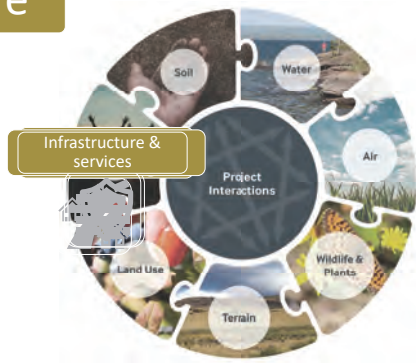 e
Soil
Water
Infrastructure &
services
Air
Project
Interactions
Wildlife &
Plants
Land Use
Terrain